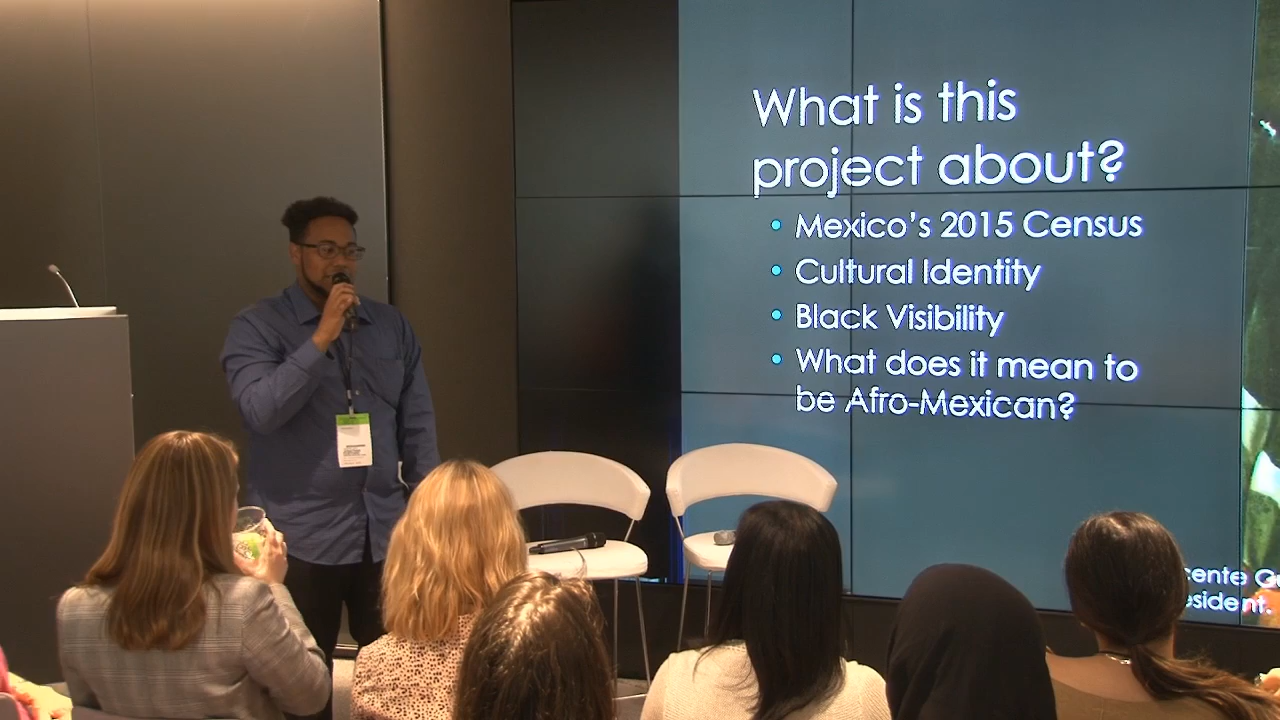 What is this
project about?
• Mexico's 2015 Census
• Cultural Identity
• Black Visibility
• What does it mean to
be Afro-Mexican?